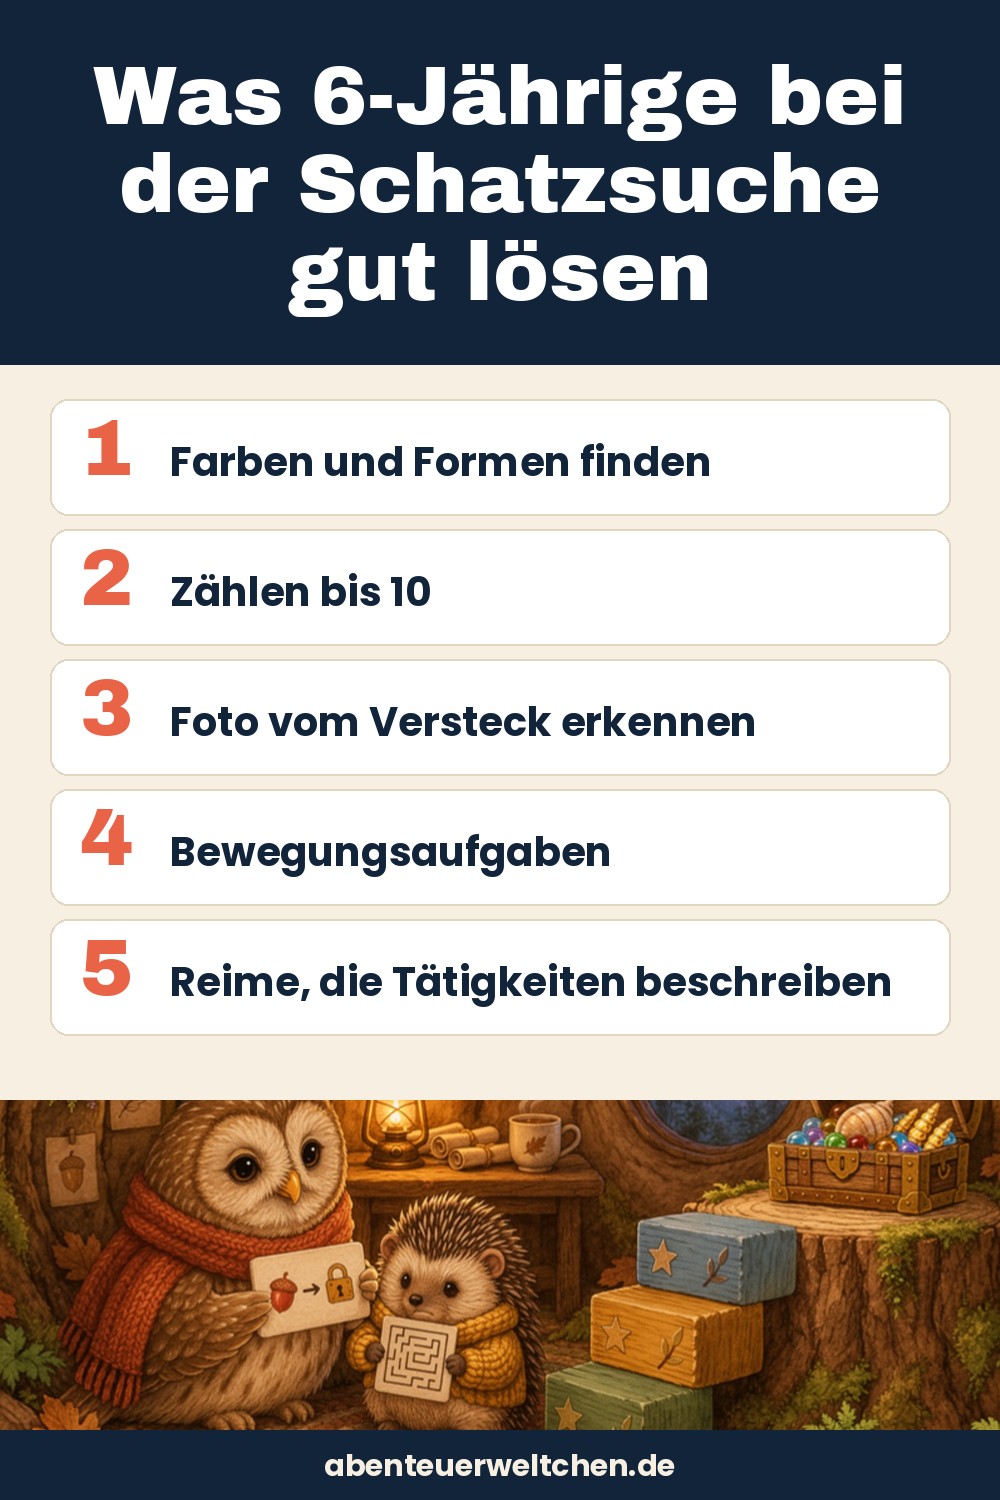 Was 6-Jährige bei
der Schatzsuche
gut lösen
1 Farben und Formen finden
2 Zählen bis 10
3 Foto vom Versteck erkennen
4 Bewegungsaufgaben
5 Reime, die Tätigkeiten beschreiben
abenteuerweltchen.de